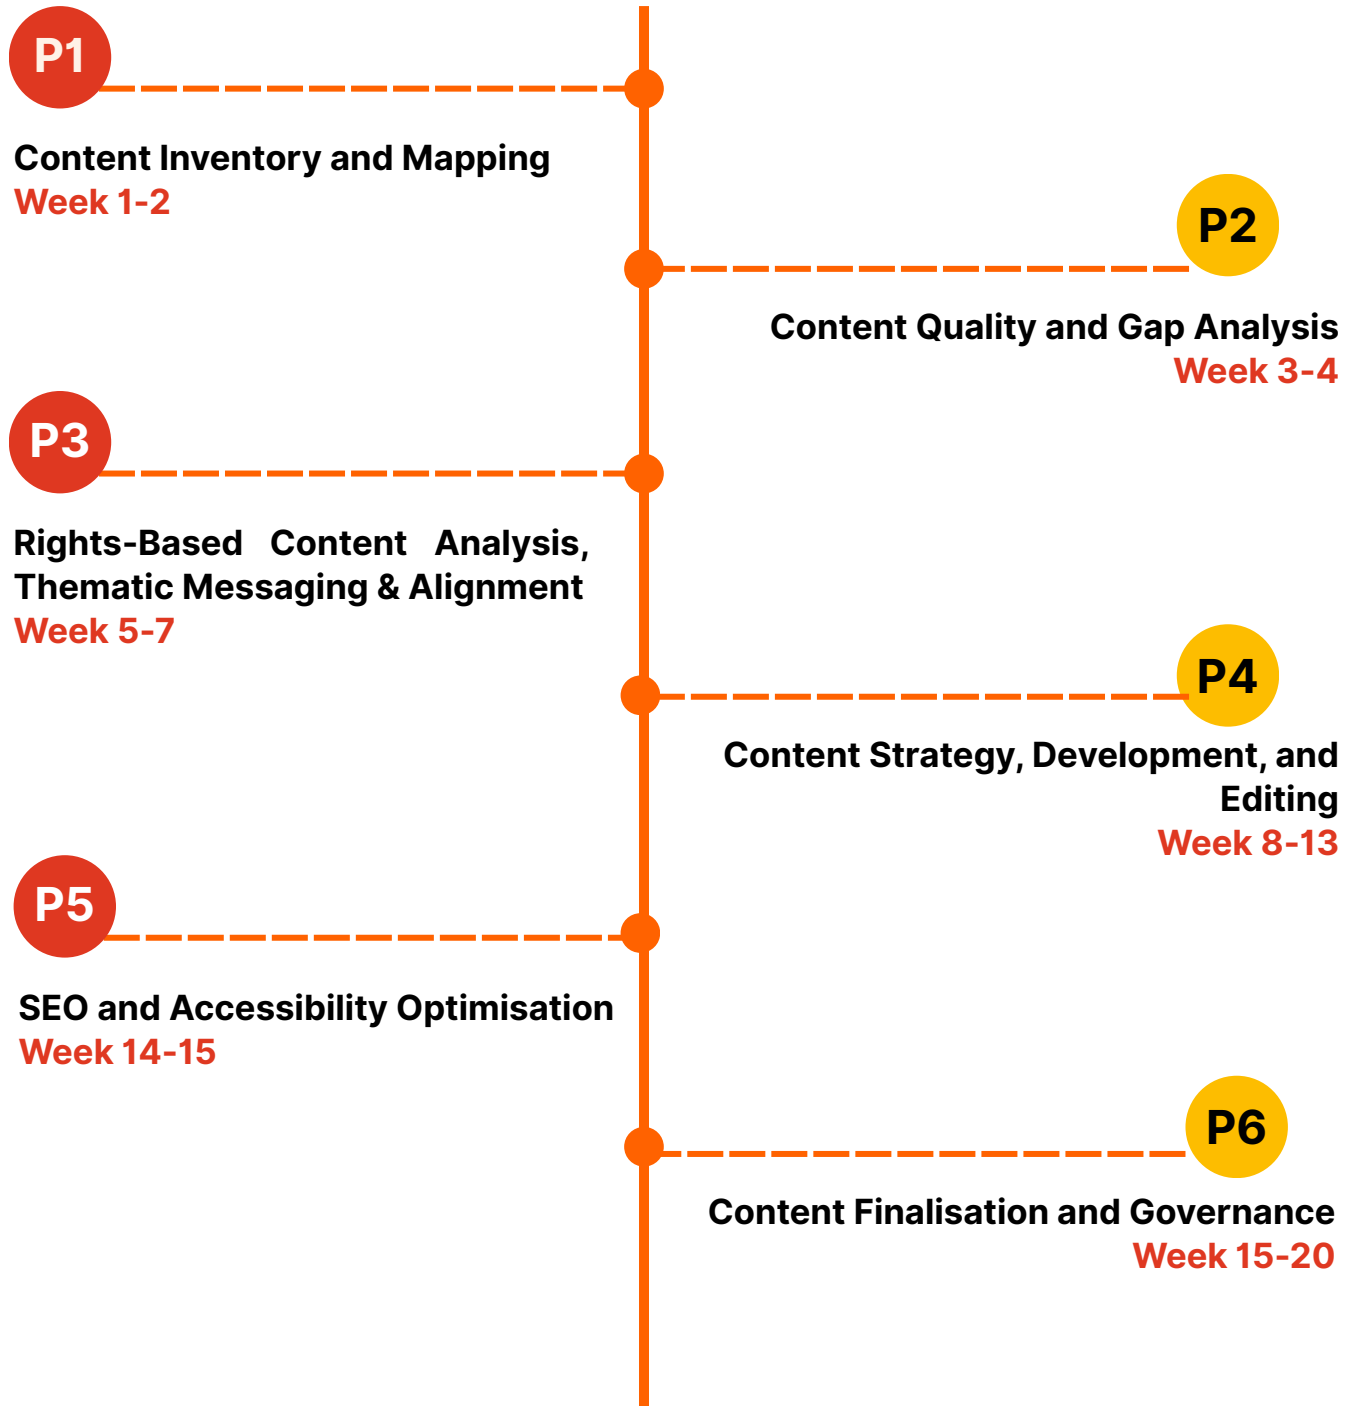 P1
Content Inventory and Mapping
Week 1-2
P2
Content Quality and Gap Analysis
Week 3-4
P3
Rights-Based Content Analysis,
Thematic Messaging & Alignment
Week 5-7
P4
Content Strategy, Development, and
Editing
Week 8-13
P5
SEO and Accessibility Optimisation
Week 14-15
P6
Content Finalisation and Governance
Week 15-20